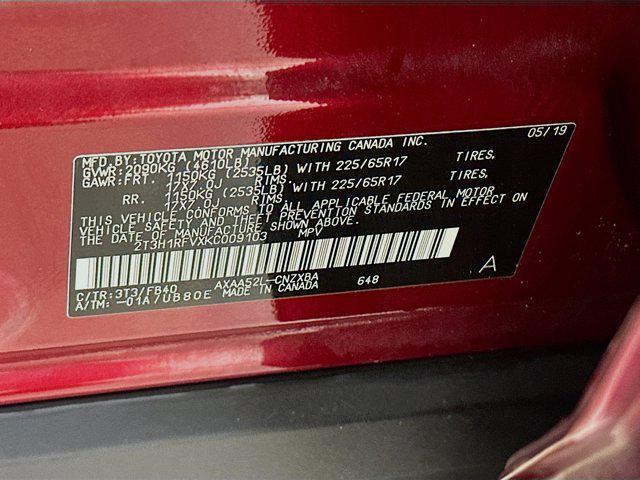 MFD.BY:TOYOTA MOTOR MANUFACTURING CANADA INC. 05/19
GVWR:2090KG (4610LB)
GAWR:FRT. 1150KG (2535LB) WITH 225/65R17 TIRES,
17X7.0J RIMS.
RR. 1150KG (2535LB) WITH 225/65R17 TIRES,
17X7.0J RIMS.
THIS VEHICLE CONFORMS TO ALL APPLICABLE FEDERAL MOTOR
VEHICLE SAFETY AND BUMPER STANDARDS IN EFFECT ON
THE DATE OF MANUFACTURE SHOWN ABOVE.
2T3H1RFVXKC009103 MPV
C/TR:3T3/FB40 AXAA52L-CNZXBA 648 A
A/TM:-01A/UB80E MADE IN CANADA